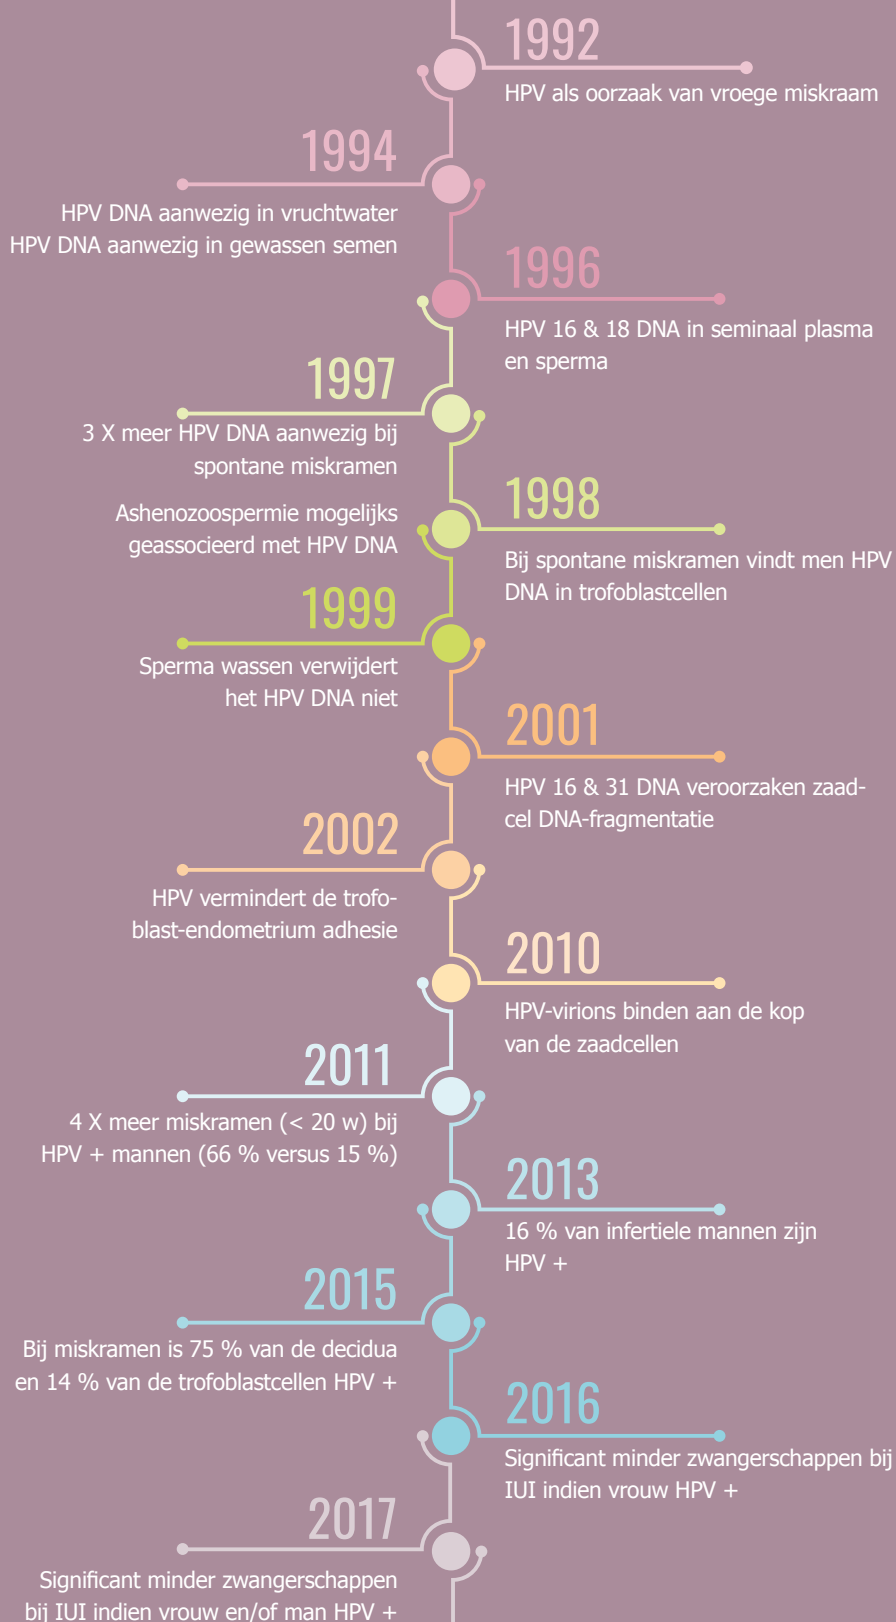 1992
HPV als oorzaak van vroege miskraam
1994
HPV DNA aanwezig in vruchtwater
HPV DNA aanwezig in gewassen semen
1996
HPV 16 & 18 DNA in seminaal plasma
en sperma
1997
3 X meer HPV DNA aanwezig bij
spontane miskramen
Ashenozoospermie mogelijks
geassocieerd met HPV DNA
1998
Bij spontane miskramen vindt men HPV
DNA in trofoblastcellen
1999
Sperma wassen verwijdert
het HPV DNA niet
2001
HPV 16 & 31 DNA veroorzaken zaad-
cel DNA-fragmentatie
2002
HPV vermindert de trofo-
blast-endometrium adhesie
2010
HPV-virions binden aan de kop
van de zaadcellen
2011
4 X meer miskramen (< 20 w) bij
HPV + mannen (66 % versus 15 %)
2013
16 % van infertiele mannen zijn
HPV +
2015
Bij miskramen is 75 % van de decidua
en 14 % van de trofoblastcellen HPV +
2016
Significant minder zwangerschappen bij
IUI indien vrouw HPV +
2017
Significant minder zwangerschappen
bij IUI indien vrouw en/of man HPV +